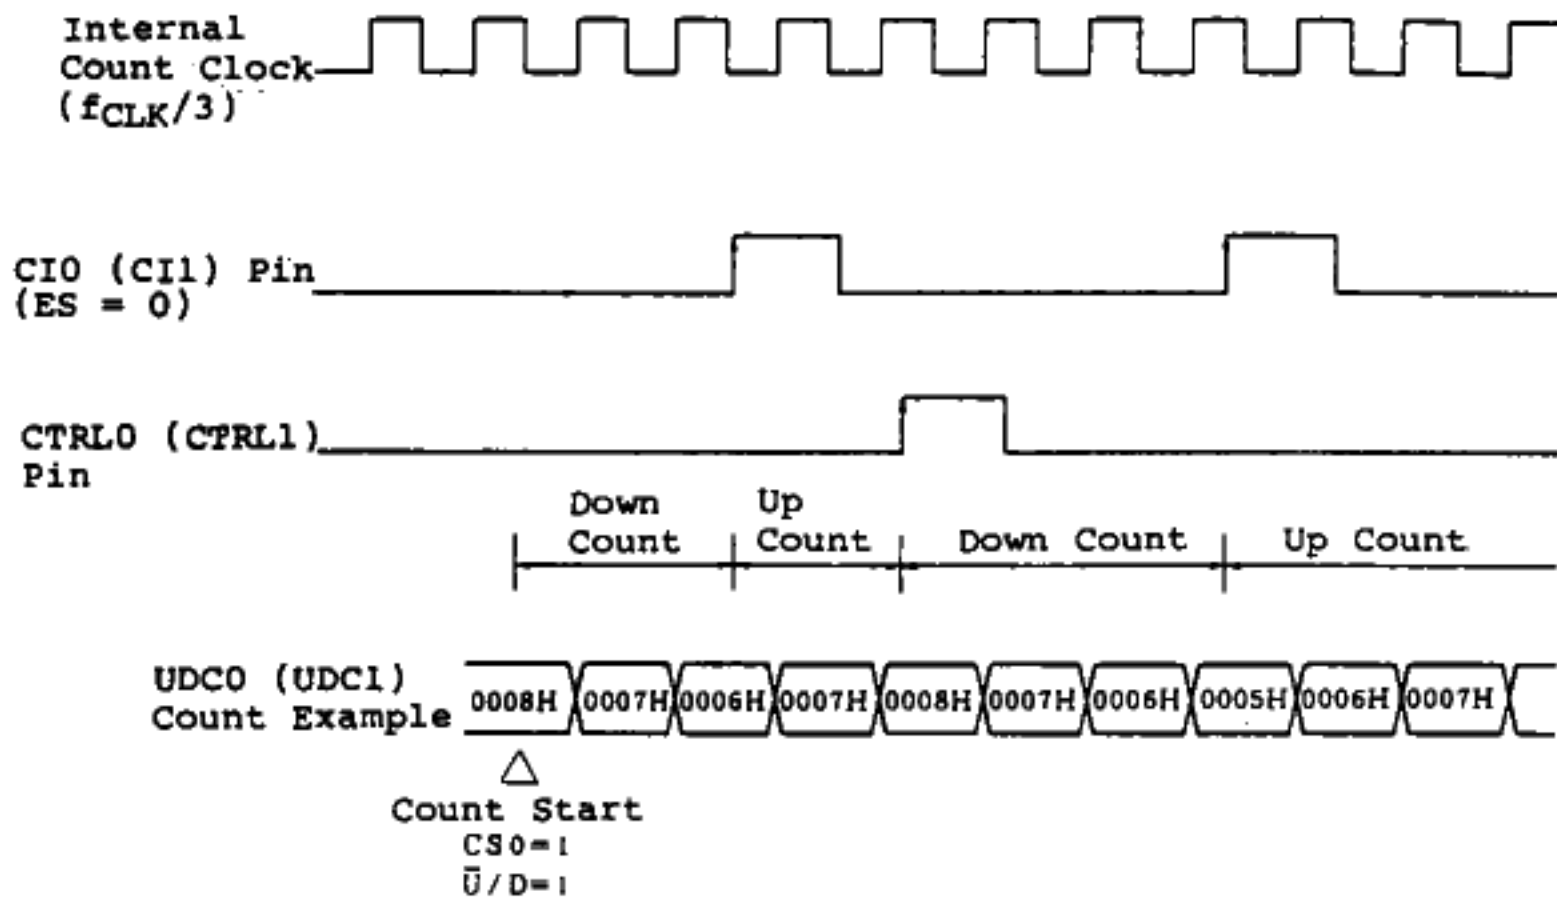 Internal
Count Clock
(fCLK/3)
CI0 (CI1) Pin
(ES = 0)
CTRL0 (CTRL1)
Pin
Down
Count
Up
Count
Down Count
Up Count
UDC0 (UDC1)
Count Example
0008H 0007H 0006H 0007H 0008H 0007H 0006H 0005H 0006H 0007H
Count Start
CS0=1
U̅/D=1